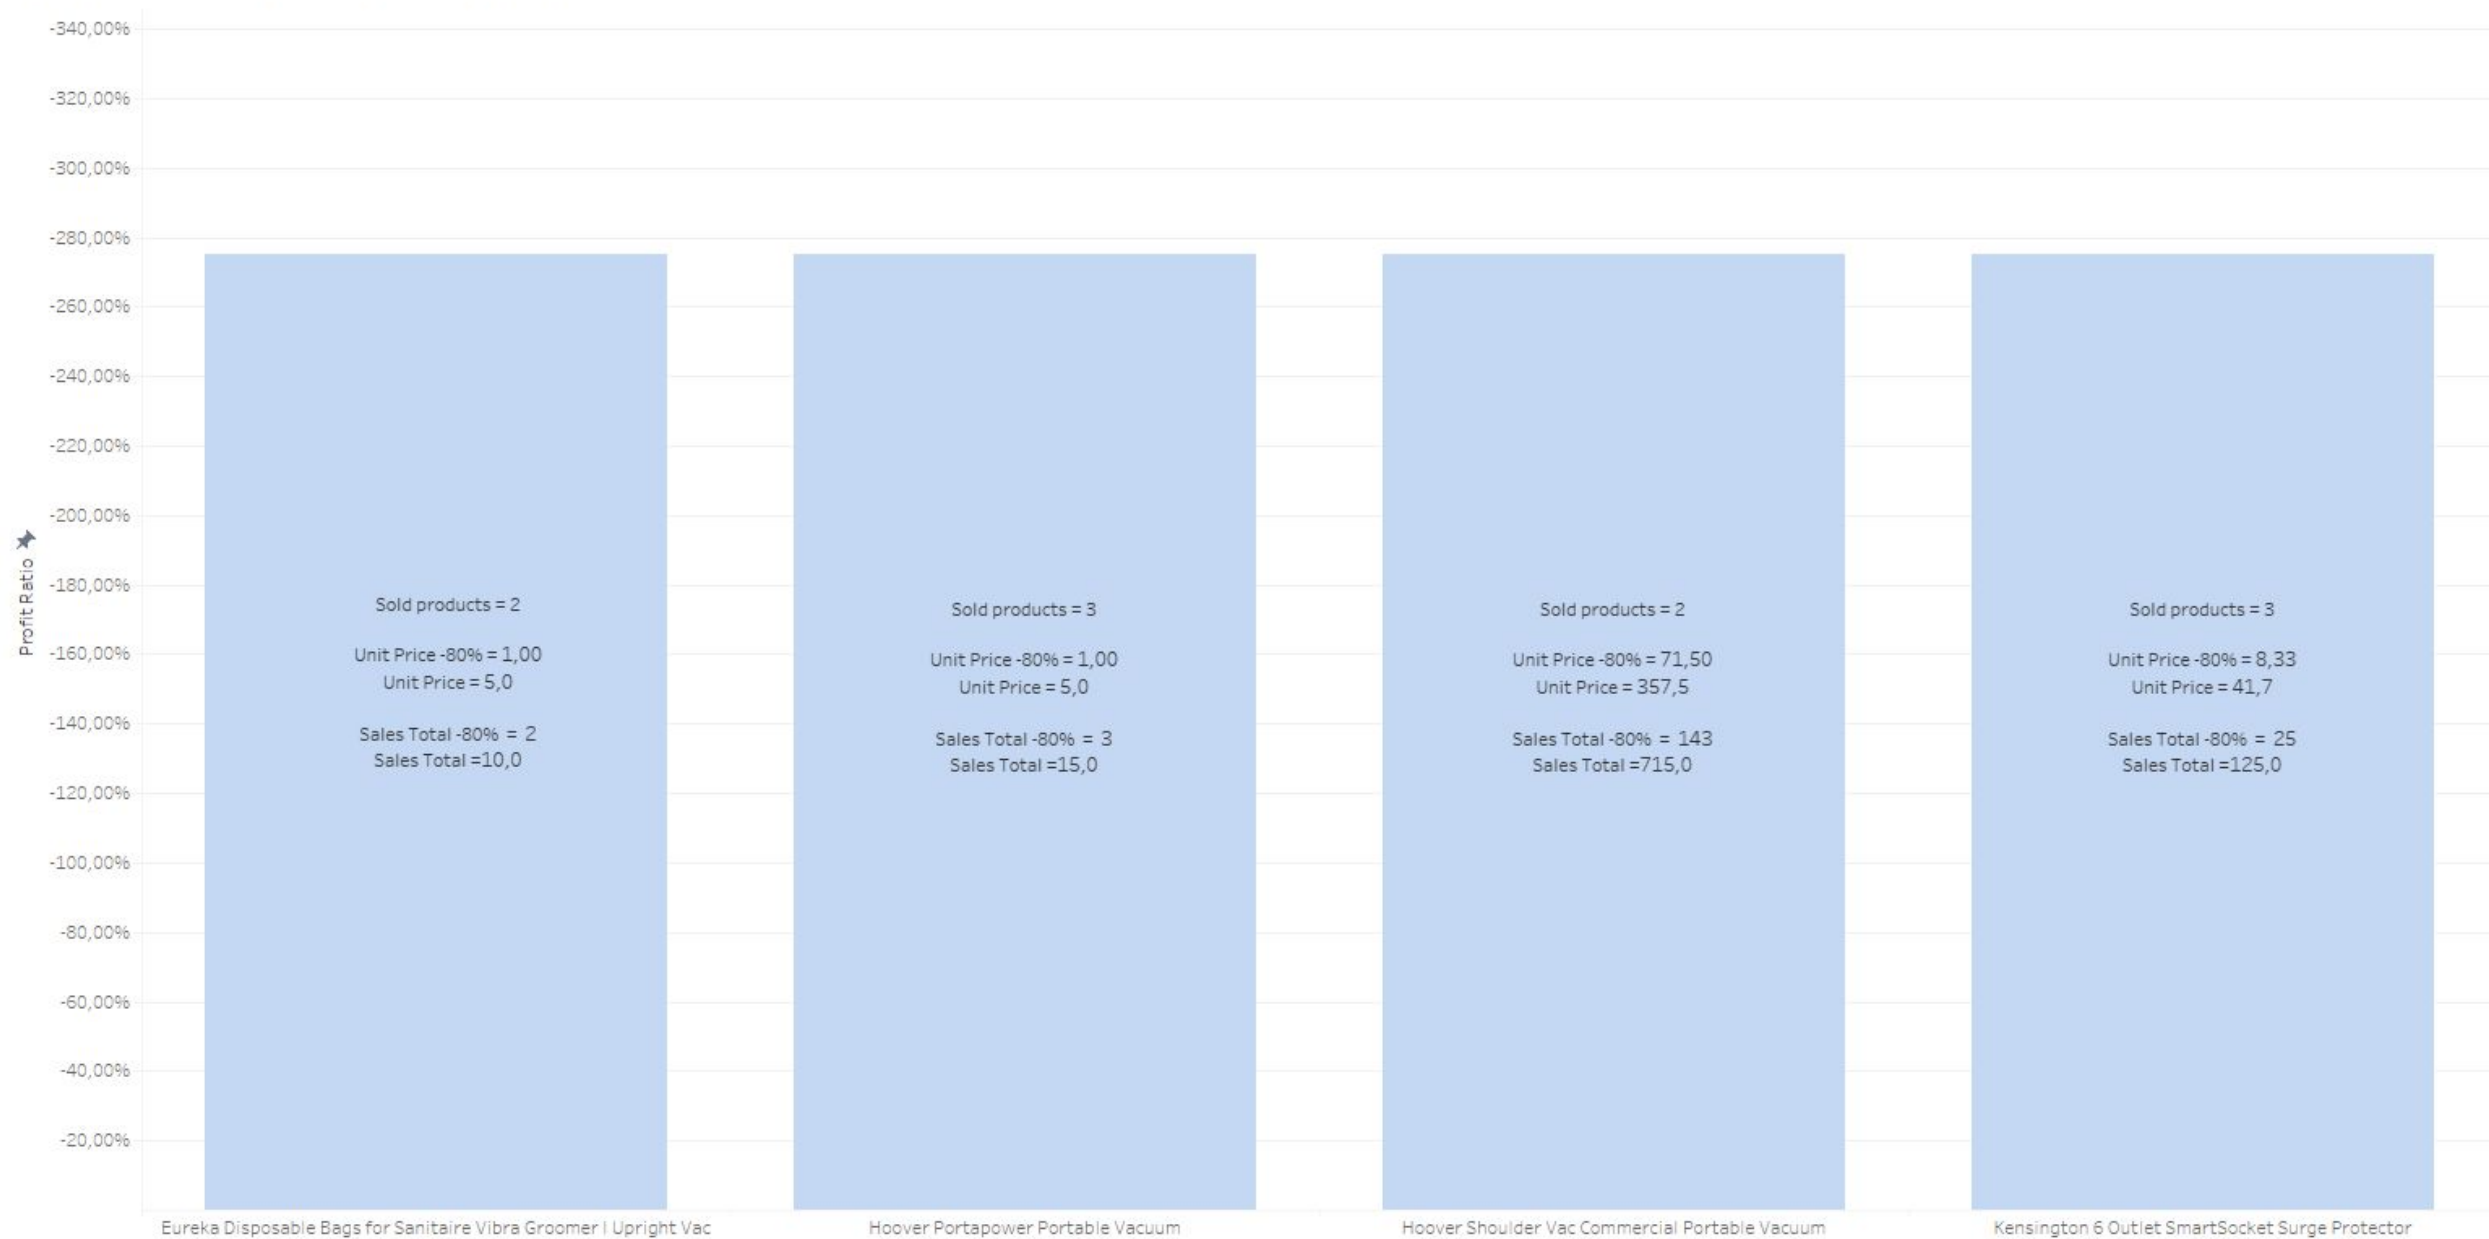 -340,00%
-320,00%
-300,00%
-280,00%
-260,00%
-240,00%
-220,00%
-200,00%
-180,00%
-160,00%
-140,00%
-120,00%
-100,00%
-80,00%
-60,00%
-40,00%
-20,00%
Profit Ratio
Sold products = 2
Unit Price -80% = 1,00
Unit Price = 5,0
Sales Total -80% = 2
Sales Total =10,0
Sold products = 3
Unit Price -80% = 1,00
Unit Price = 5,0
Sales Total -80% = 3
Sales Total =15,0
Sold products = 2
Unit Price -80% = 71,50
Unit Price = 357,5
Sales Total -80% = 143
Sales Total =715,0
Sold products = 3
Unit Price -80% = 8,33
Unit Price = 41,7
Sales Total -80% = 25
Sales Total =125,0
Eureka Disposable Bags for Sanitaire Vibra Groomer I Upright Vac
Hoover Portapower Portable Vacuum
Hoover Shoulder Vac Commercial Portable Vacuum
Kensington 6 Outlet SmartSocket Surge Protector